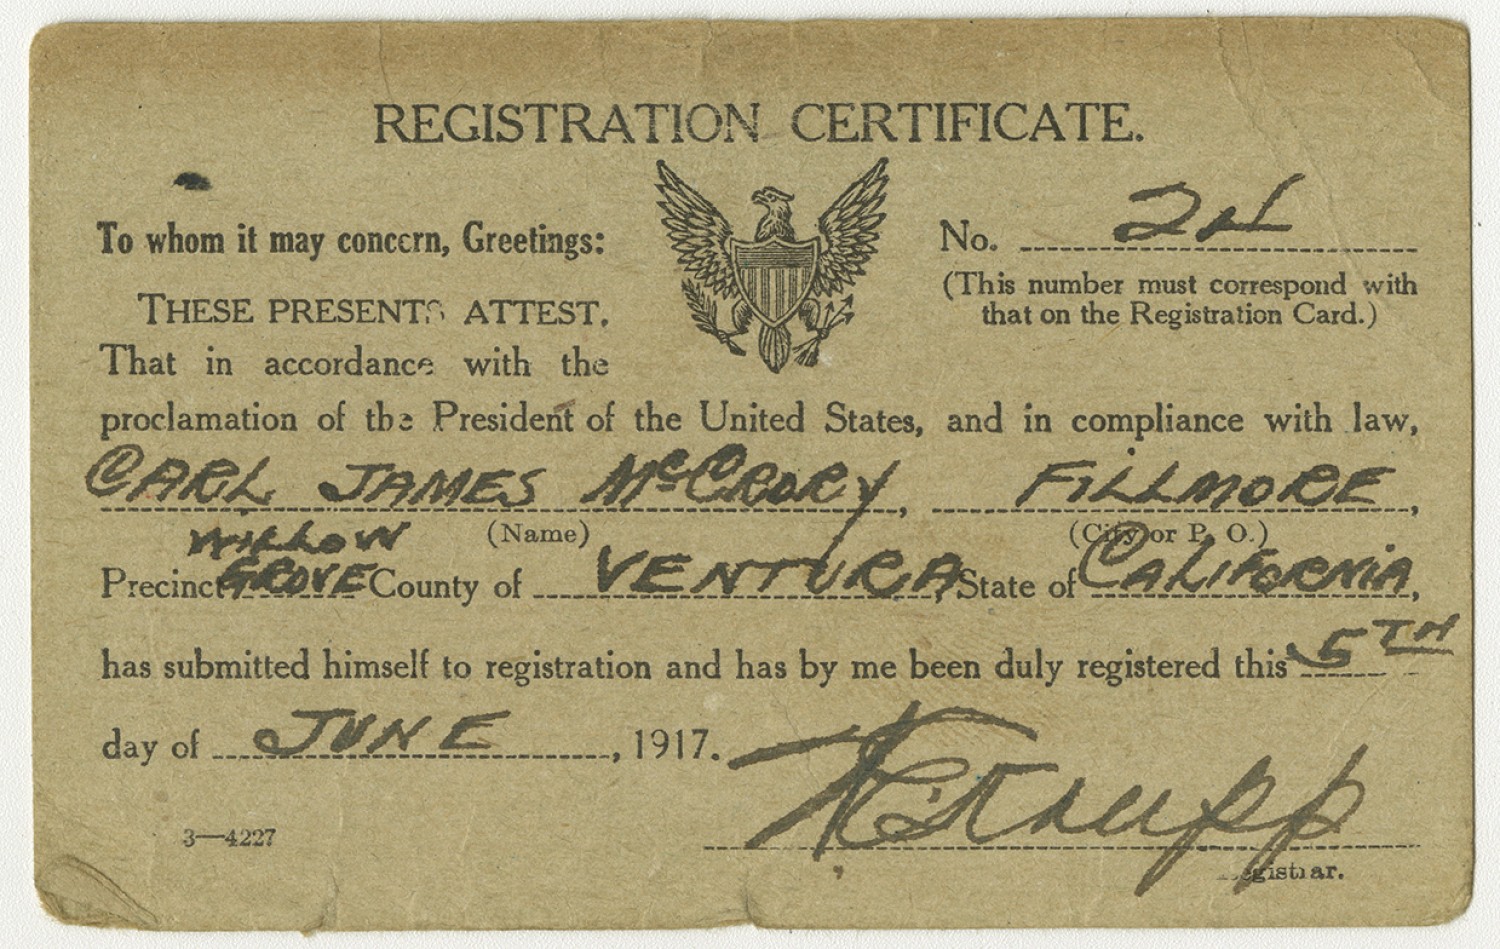 REGISTRATION CERTIFICATE.
To whom it may concern, Greetings:
No. 24
(This number must correspond with
that on the Registration Card.)
THESE PRESENTS ATTEST,
That in accordance with the
proclamation of the President of the United States, and in compliance with law,
CARL JAMES McCRORY, FILLMORE,
(Name) (City or P. O.)
WILLOW
Precinct GROVE County of VENTURA, State of CALIFORNIA,
has submitted himself to registration and has by me been duly registered this 5TH
day of JUNE, 1917.
3—4227
Registrar.